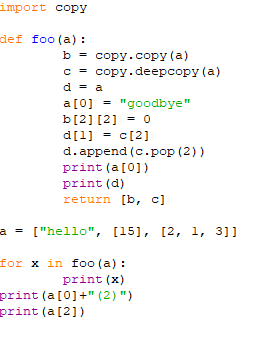 import copy

def foo(a):
        b = copy.copy(a)
        c = copy.deepcopy(a)
        d = a
        a[0] = "goodbye"
        b[2][2] = 0
        d[1] = c[2]
        d.append(c.pop(2))
        print(a[0])
        print(d)
        return [b, c]

a = ["hello", [15], [2, 1, 3]]

for x in foo(a):
        print(x)
print(a[0]+"(2)")
print(a[2])